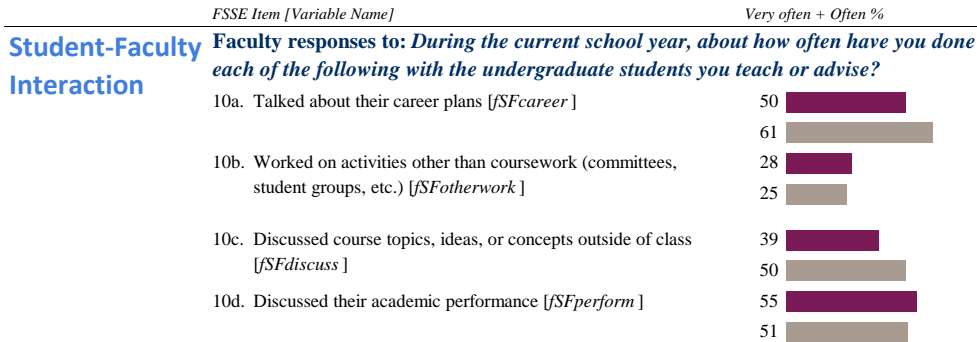 FSSE Item [Variable Name] Very often + Often %
Student-Faculty Interaction
Faculty responses to: During the current school year, about how often have you done
each of the following with the undergraduate students you teach or advise?
10a. Talked about their career plans [fSFcareer ] 50
61
10b. Worked on activities other than coursework (committees, 28
student groups, etc.) [fSFotherwork ] 25
10c. Discussed course topics, ideas, or concepts outside of class 39
[fSFdiscuss ] 50
10d. Discussed their academic performance [fSFperform ] 55
51